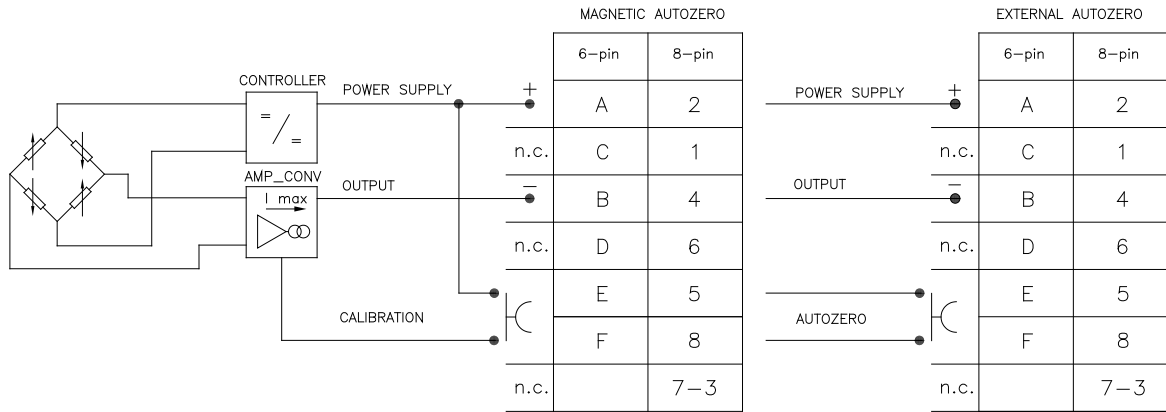 MAGNETIC AUTOZERO
6-pin 8-pin
CONTROLLER
= / =
POWER SUPPLY + A 2
n.c. C 1
AMP_CONV
I max
OUTPUT − B 4
n.c. D 6
E 5
CALIBRATION F 8
n.c. 7-3
EXTERNAL AUTOZERO
6-pin 8-pin
POWER SUPPLY + A 2
n.c. C 1
OUTPUT − B 4
n.c. D 6
E 5
AUTOZERO F 8
n.c. 7-3